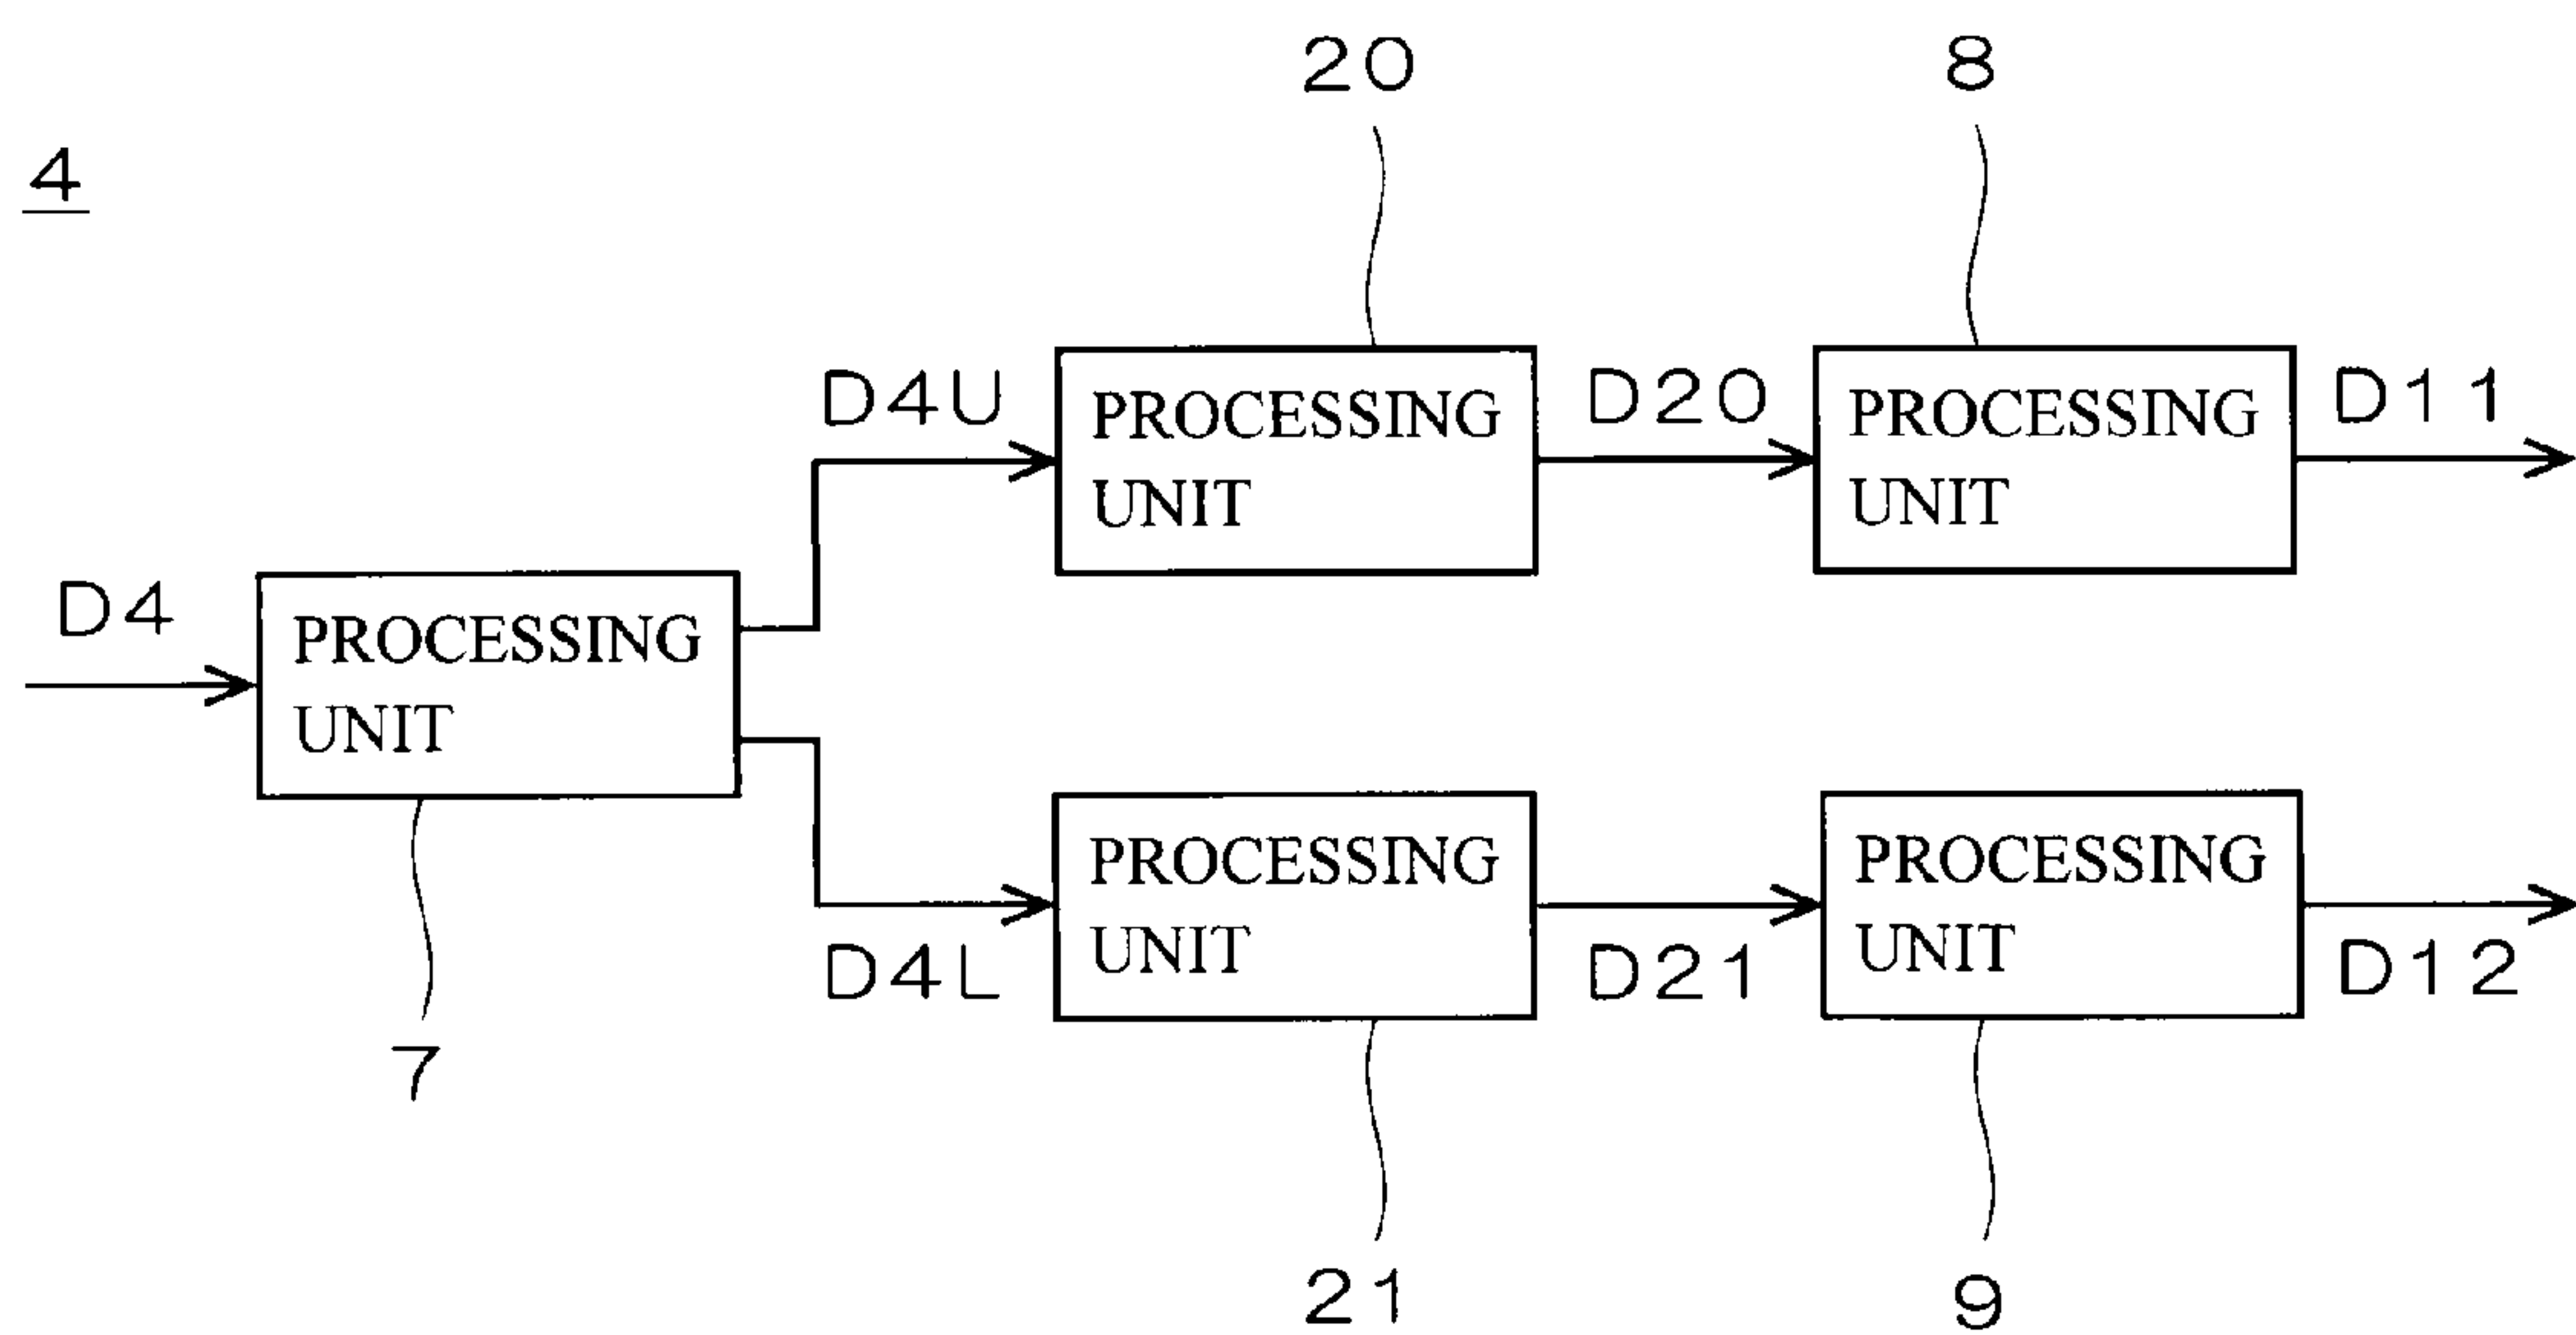 20
8
4
D4U
PROCESSING
UNIT
D20
PROCESSING
UNIT
D11
D4
PROCESSING
UNIT
7
D4L
PROCESSING
UNIT
D21
PROCESSING
UNIT
D12
21
9